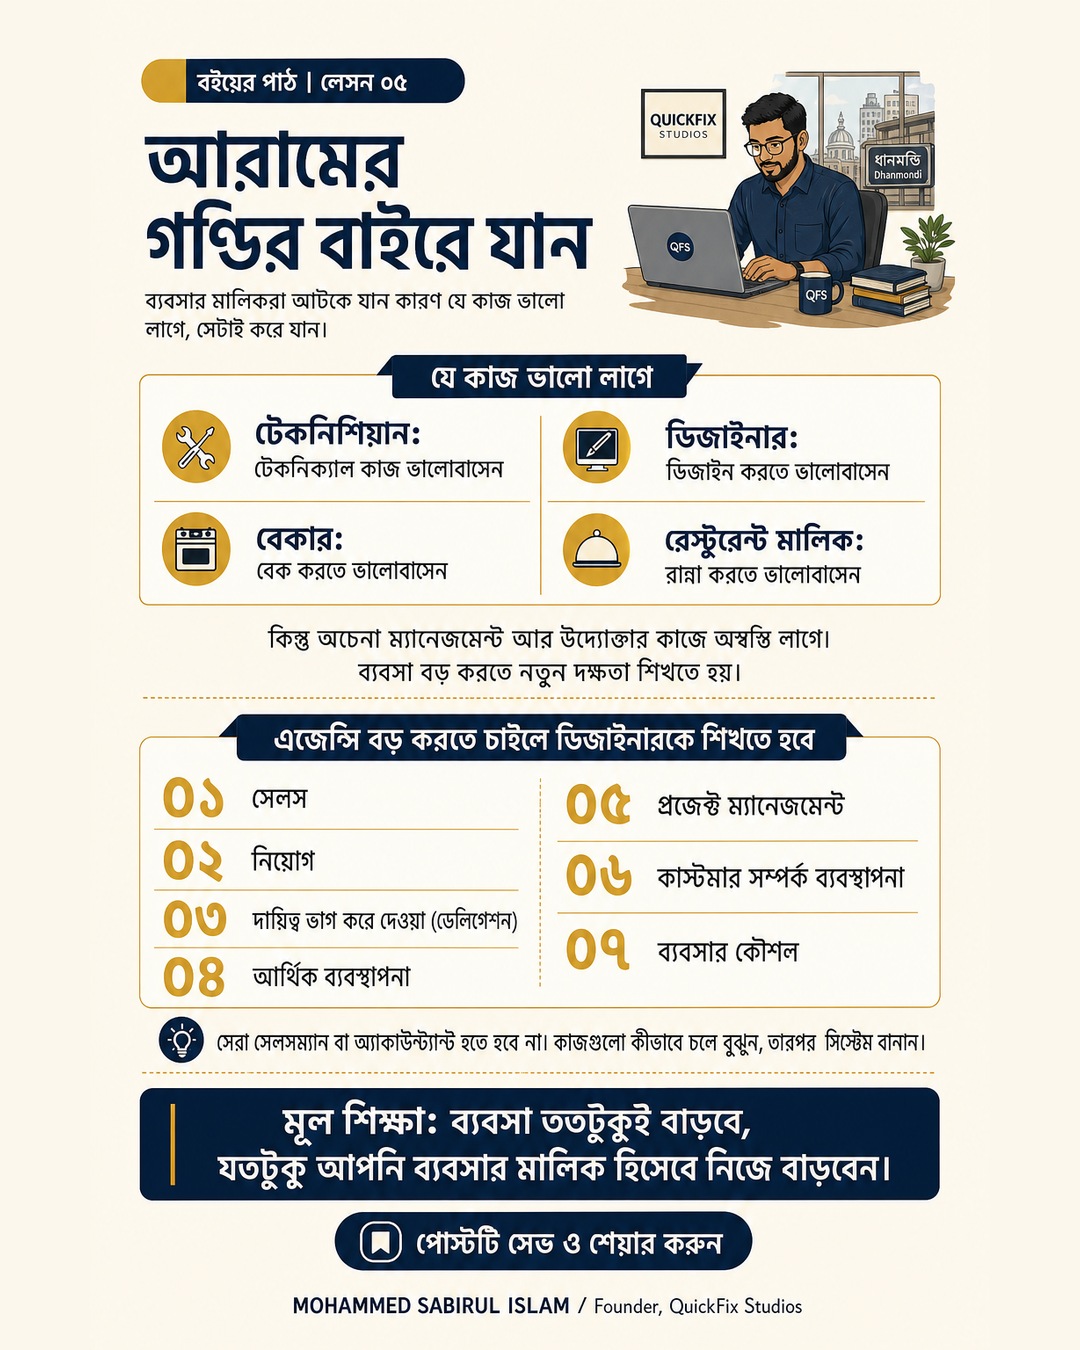 বইয়ের পাঠ | লেসন ০৫
আরামের
গণ্ডির বাইরে যান
ব্যবসার মালিকরা আটকে যান কারণ যে কাজ ভালো
লাগে, সেটাই করে যান।
QUICKFIX
STUDIOS
ধানমন্ডি
Dhanmondi
QFS
QFS
যে কাজ ভালো লাগে
টেকনিশিয়ান:
টেকনিক্যাল কাজ ভালোবাসেন
ডিজাইনার:
ডিজাইন করতে ভালোবাসেন
বেকার:
বেক করতে ভালোবাসেন
রেস্টুরেন্ট মালিক:
রান্না করতে ভালোবাসেন
কিন্তু অচেনা ম্যানেজমেন্ট আর উদ্যোক্তার কাজে অস্বস্তি লাগে।
ব্যবসা বড় করতে নতুন দক্ষতা শিখতে হয়।
এজেন্সি বড় করতে চাইলে ডিজাইনারকে শিখতে হবে
০১ সেলস
০২ নিয়োগ
০৩ দায়িত্ব ভাগ করে দেওয়া (ডেলিগেশন)
০৪ আর্থিক ব্যবস্থাপনা
০৫ প্রজেক্ট ম্যানেজমেন্ট
০৬ কাস্টমার সম্পর্ক ব্যবস্থাপনা
০৭ ব্যবসার কৌশল
সেরা সেলসম্যান বা অ্যাকাউন্ট্যান্ট হতে হবে না। কাজগুলো কীভাবে চলে বুঝুন, তারপর সিস্টেম বানান।
মূল শিক্ষা: ব্যবসা ততটুকুই বাড়বে,
যতটুকু আপনি ব্যবসার মালিক হিসেবে নিজে বাড়বেন।
পোস্টটি সেভ ও শেয়ার করুন
MOHAMMED SABIRUL ISLAM / Founder, QuickFix Studios